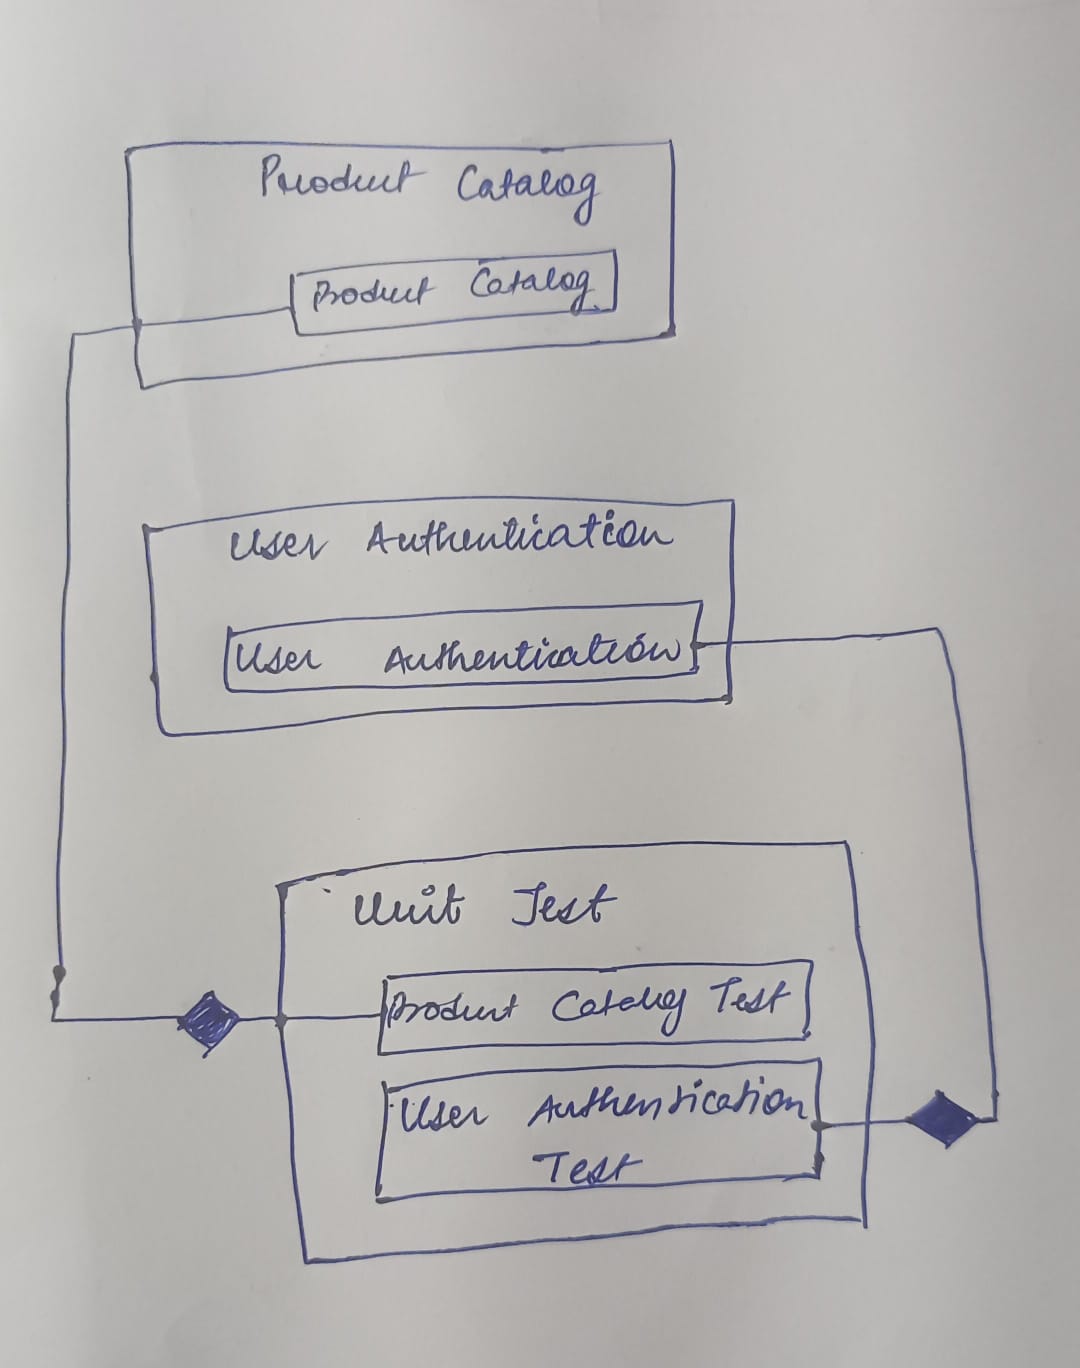 Product Catalog
Product Catalog
User Authentication
User Authentication
Unit Test
Product Catalog Test
User Authentication
Test